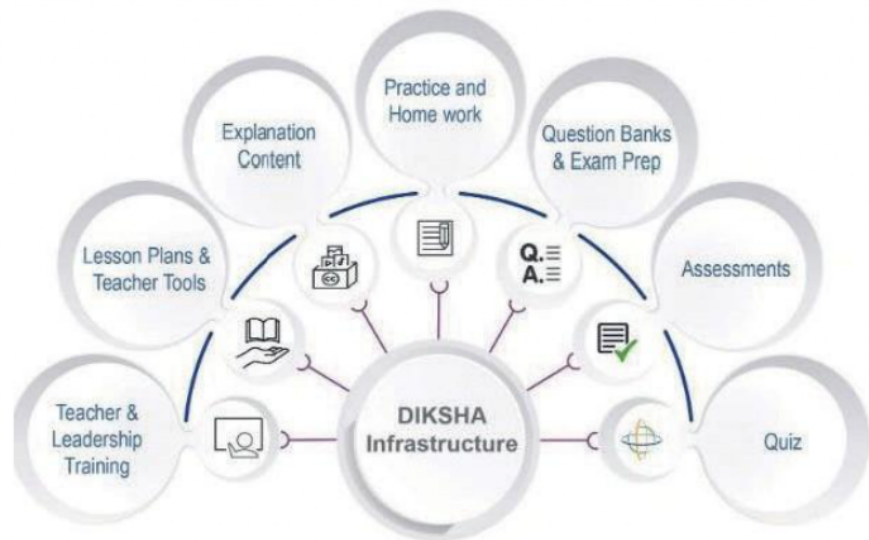 Teacher &
Leadership
Training
Lesson Plans &
Teacher Tools
Explanation
Content
Practice and
Home work
Question Banks
& Exam Prep
Assessments
Quiz
Q.
A.
DIKSHA
Infrastructure